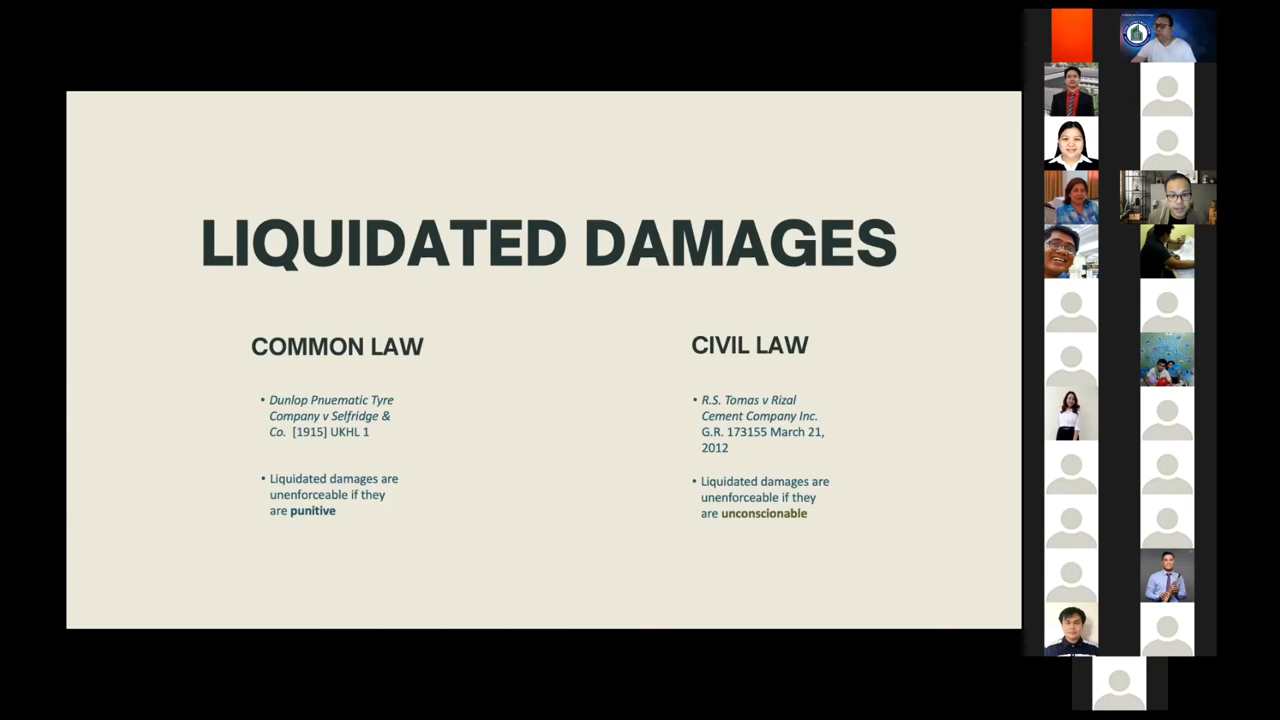 LIQUIDATED DAMAGES
COMMON LAW
• Dunlop Pnuematic Tyre
Company v Selfridge &
Co. [1915] UKHL 1
• Liquidated damages are
unenforceable if they
are punitive
CIVIL LAW
• R.S. Tomas v Rizal
Cement Company Inc.
G.R. 173155 March 21,
2012
• Liquidated damages are
unenforceable if they
are unconscionable